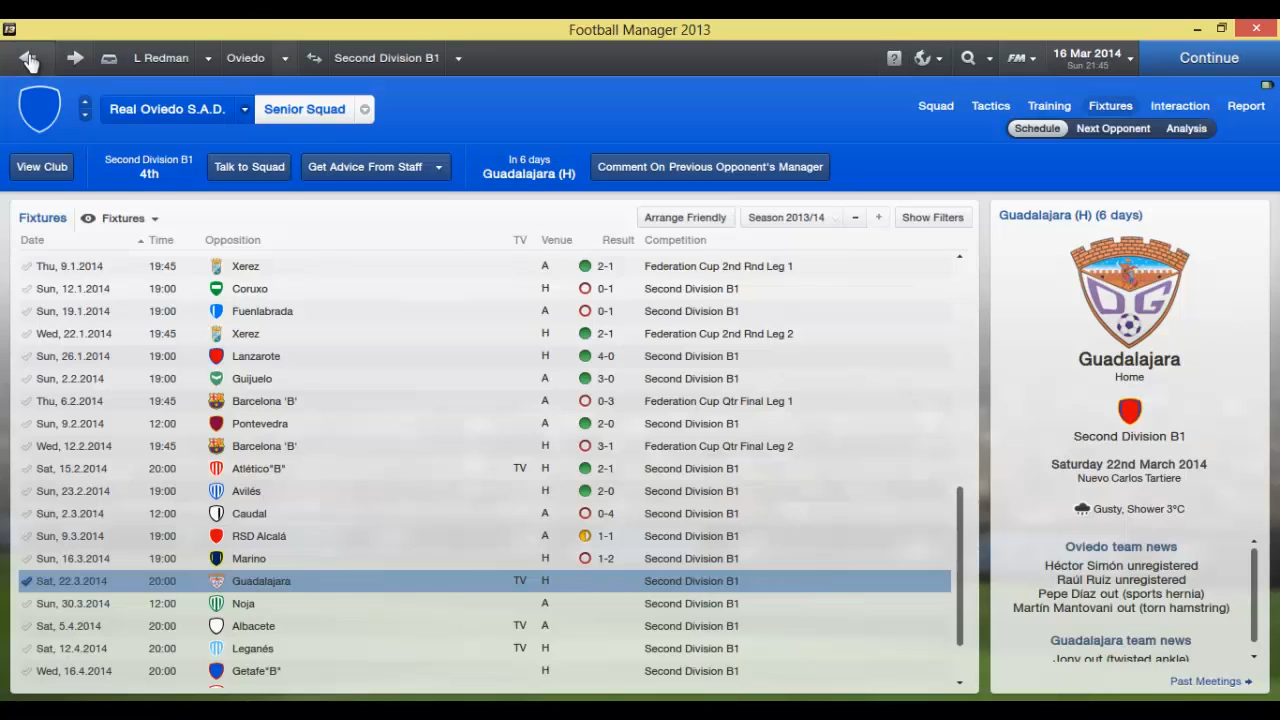 Football Manager 2013
L Redman Oviedo Second Division B1 FM 16 Mar 2014 Sun 21:45 Continue
Real Oviedo S.A.D. Senior Squad Squad Tactics Training Fixtures Interaction Report
Schedule Next Opponent Analysis
View Club Second Division B1 4th Talk to Squad Get Advice From Staff In 6 days Guadalajara (H) Comment On Previous Opponent's Manager
Fixtures Fixtures Arrange Friendly Season 2013/14 - + Show Filters
Date Time Opposition TV Venue Result Competition
Thu, 9.1.2014 19:45 Xerez A 2-1 Federation Cup 2nd Rnd Leg 1
Sun, 12.1.2014 19:00 Coruxo H 0-1 Second Division B1
Sun, 19.1.2014 19:00 Fuenlabrada A 0-1 Second Division B1
Wed, 22.1.2014 19:45 Xerez H 2-1 Federation Cup 2nd Rnd Leg 2
Sun, 26.1.2014 19:00 Lanzarote H 4-0 Second Division B1
Sun, 2.2.2014 19:00 Guijuelo A 3-0 Second Division B1
Thu, 6.2.2014 19:45 Barcelona 'B' A 0-3 Federation Cup Qtr Final Leg 1
Sun, 9.2.2014 12:00 Pontevedra A 2-0 Second Division B1
Wed, 12.2.2014 19:45 Barcelona 'B' H 3-1 Federation Cup Qtr Final Leg 2
Sat, 15.2.2014 20:00 Atlético"B" TV H 2-1 Second Division B1
Sun, 23.2.2014 19:00 Avilés H 2-0 Second Division B1
Sun, 2.3.2014 12:00 Caudal A 0-4 Second Division B1
Sun, 9.3.2014 19:00 RSD Alcalá A 1-1 Second Division B1
Sun, 16.3.2014 19:00 Marino H 1-2 Second Division B1
Sat, 22.3.2014 20:00 Guadalajara TV H Second Division B1
Sun, 30.3.2014 12:00 Noja A Second Division B1
Sat, 5.4.2014 20:00 Albacete TV A Second Division B1
Sat, 12.4.2014 20:00 Leganés TV H Second Division B1
Wed, 16.4.2014 20:00 Getafe"B" H Second Division B1
Guadalajara (H) (6 days)
DG
Guadalajara
Home
Second Division B1
Saturday 22nd March 2014
Nuevo Carlos Tartiere
Gusty, Shower 3°C
Oviedo team news
Héctor Simón unregistered
Raúl Ruiz unregistered
Pepe Díaz out (sports hernia)
Martín Mantovani out (torn hamstring)
Guadalajara team news
Jony out (twisted ankle)
Past Meetings